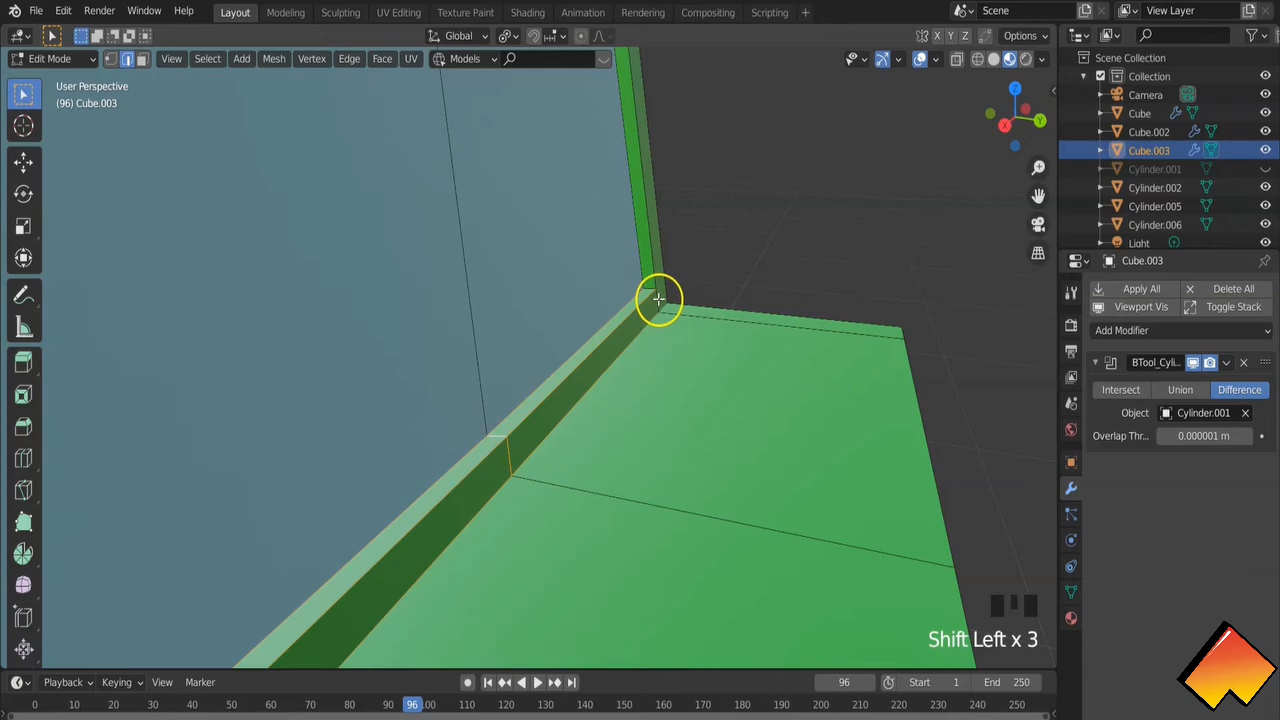 File Edit Render Window Help
Layout Modeling Sculpting UV Editing Texture Paint Shading Animation Rendering Compositing Scripting +
Scene
View Layer
Global
X Y Z
Options
Edit Mode
View Select Add Mesh Vertex Edge Face UV
Models
User Perspective
(96) Cube.003
Z
Y
X
Scene Collection
Collection
Camera
Cube
Cube.002
Cube.003
Cylinder.001
Cylinder.002
Cylinder.005
Cylinder.006
Light
Cube.003
Apply All
Delete All
Viewport Vis
Toggle Stack
Add Modifier
BTool_Cyli..
Intersect Union Difference
Object
Cylinder.001
Overlap Thr..
0.000001 m
Shift Left x 3
Playback Keying View Marker
96
Start 1
End 250
0 10 20 30 40 50 60 70 80 90 96 100 110 120 130 140 150 160 170 180 190 200 210 220 230 240 250